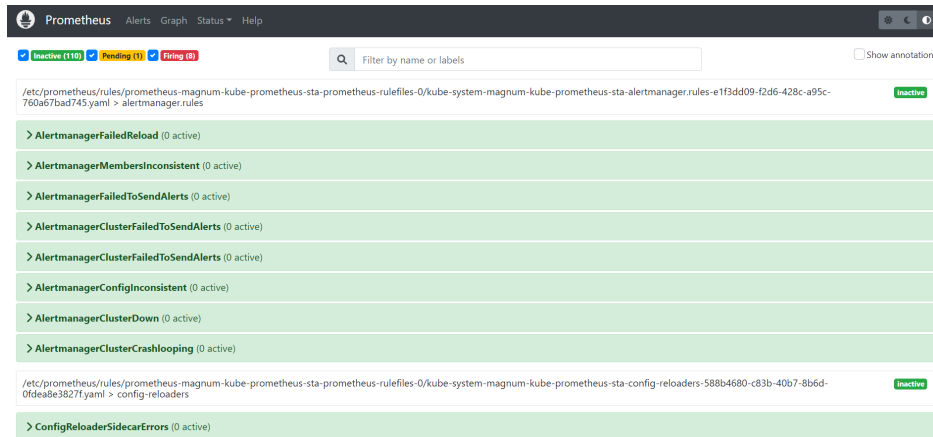 Prometheus Alerts Graph Status Help
Inactive (110) Pending (1) Firing (8) Filter by name or labels Show annotation
/etc/prometheus/rules/prometheus-magnum-kube-prometheus-sta-prometheus-rulefiles-0/kube-system-magnum-kube-prometheus-sta-alertmanager.rules-e1f3dd09-f2d6-428c-a95c-
760a67bad745.yaml > alertmanager.rules
inactive
AlertmanagerFailedReload (0 active)
AlertmanagerMembersInconsistent (0 active)
AlertmanagerFailedToSendAlerts (0 active)
AlertmanagerClusterFailedToSendAlerts (0 active)
AlertmanagerClusterFailedToSendAlerts (0 active)
AlertmanagerConfigInconsistent (0 active)
AlertmanagerClusterDown (0 active)
AlertmanagerClusterCrashlooping (0 active)
/etc/prometheus/rules/prometheus-magnum-kube-prometheus-sta-prometheus-rulefiles-0/kube-system-magnum-kube-prometheus-sta-config-reloaders-588b4680-c83b-40b7-8b6d-
0fdea8e3827f.yaml > config-reloaders
inactive
ConfigReloaderSidecarErrors (0 active)